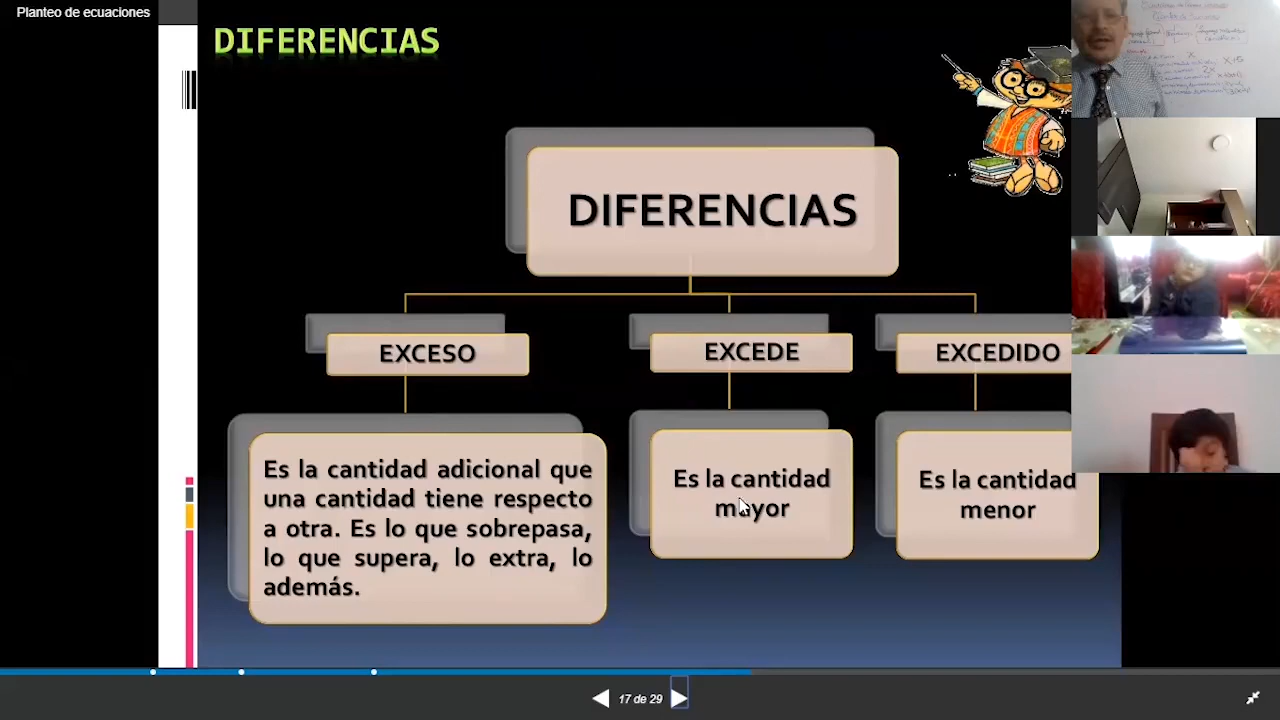 Planteo de ecuaciones
DIFERENCIAS
DIFERENCIAS
EXCESO
EXCEDE
EXCEDIDO
Es la cantidad adicional que
una cantidad tiene respecto
a otra. Es lo que sobrepasa,
lo que supera, lo extra, lo
además.
Es la cantidad
mayor
Es la cantidad
menor
17 de 29